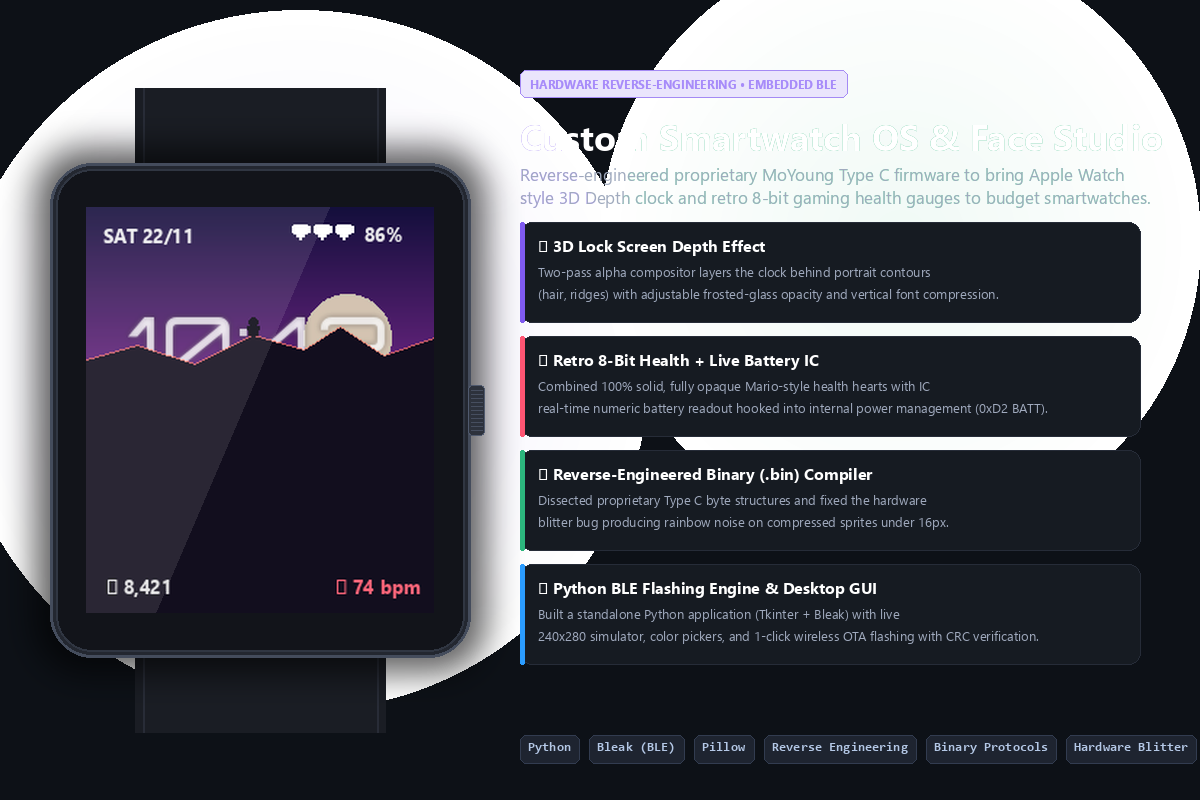 SAT 22/11
86%
10:42
8,421
74 bpm
HARDWARE REVERSE-ENGINEERING • EMBEDDED BLE
Custom Smartwatch OS & Face Studio
Reverse-engineered proprietary MoYoung Type C firmware to bring Apple Watch
style 3D Depth clock and retro 8-bit gaming health gauges to budget smartwatches.
3D Lock Screen Depth Effect
Two-pass alpha compositor layers the clock behind portrait contours
(hair, ridges) with adjustable frosted-glass opacity and vertical font compression.
Retro 8-Bit Health + Live Battery IC
Combined 100% solid, fully opaque Mario-style health hearts with IC
real-time numeric battery readout hooked into internal power management (0xD2 BATT).
Reverse-Engineered Binary (.bin) Compiler
Dissected proprietary Type C byte structures and fixed the hardware
blitter bug producing rainbow noise on compressed sprites under 16px.
Python BLE Flashing Engine & Desktop GUI
Built a standalone Python application (Tkinter + Bleak) with live
240x280 simulator, color pickers, and 1-click wireless OTA flashing with CRC verification.
Python Bleak (BLE) Pillow Reverse Engineering Binary Protocols Hardware Blitter